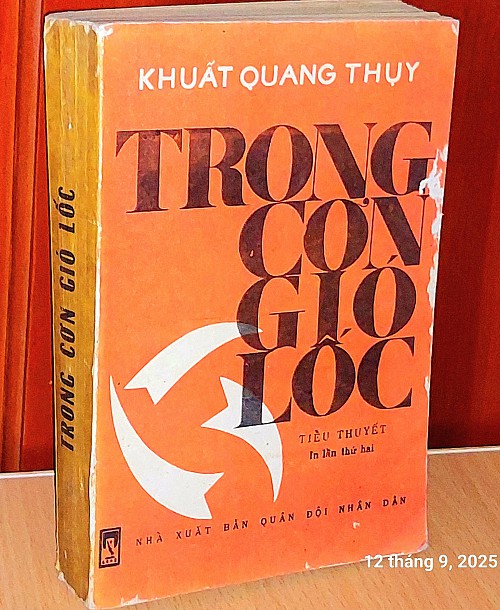 KHUẤT QUANG THỤY
TRONG
CƠN
GIÓ
LỐC
TIỂU THUYẾT
In lần thứ hai
NHÀ XUẤT BẢN QUÂN ĐỘI NHÂN DÂN
TRONG CƠN GIÓ LỐC
12 tháng 9, 2025